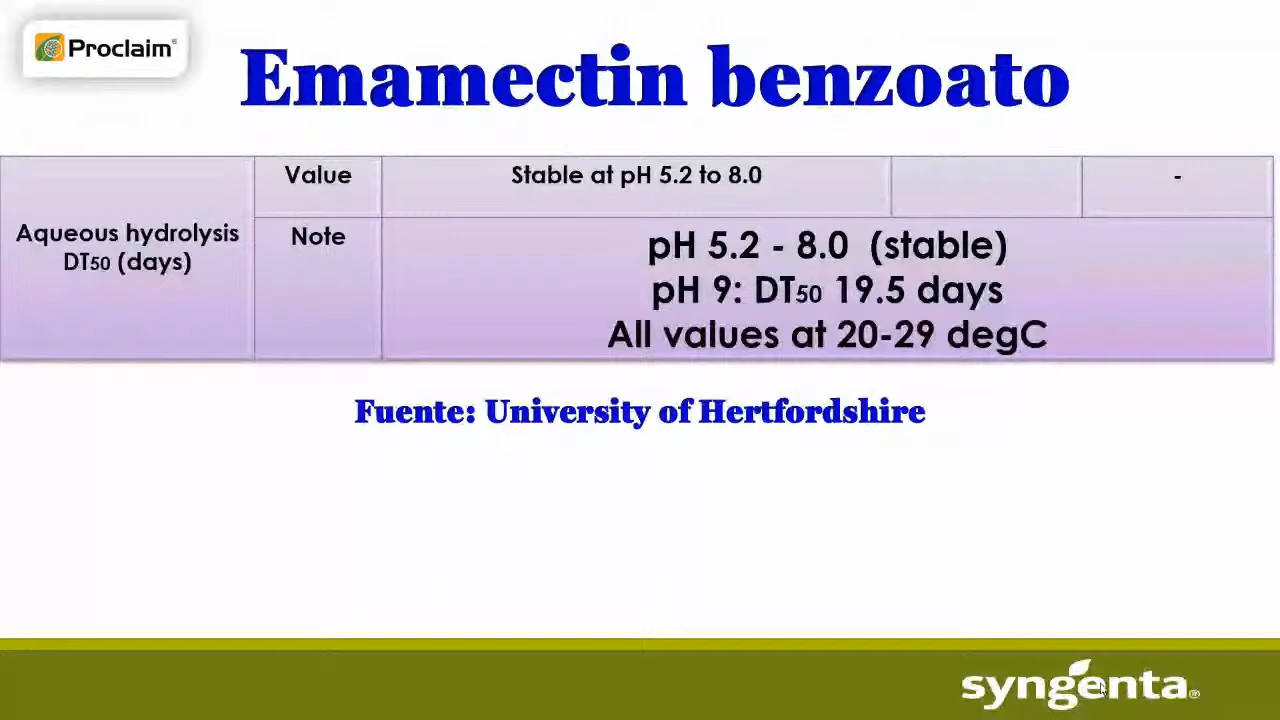 Proclaim®
Emamectin benzoato
Value
Stable at pH 5.2 to 8.0
-
Aqueous hydrolysis
DT50 (days)
Note
pH 5.2 - 8.0 (stable)
pH 9: DT50 19.5 days
All values at 20-29 degC
Fuente: University of Hertfordshire
syngenta®